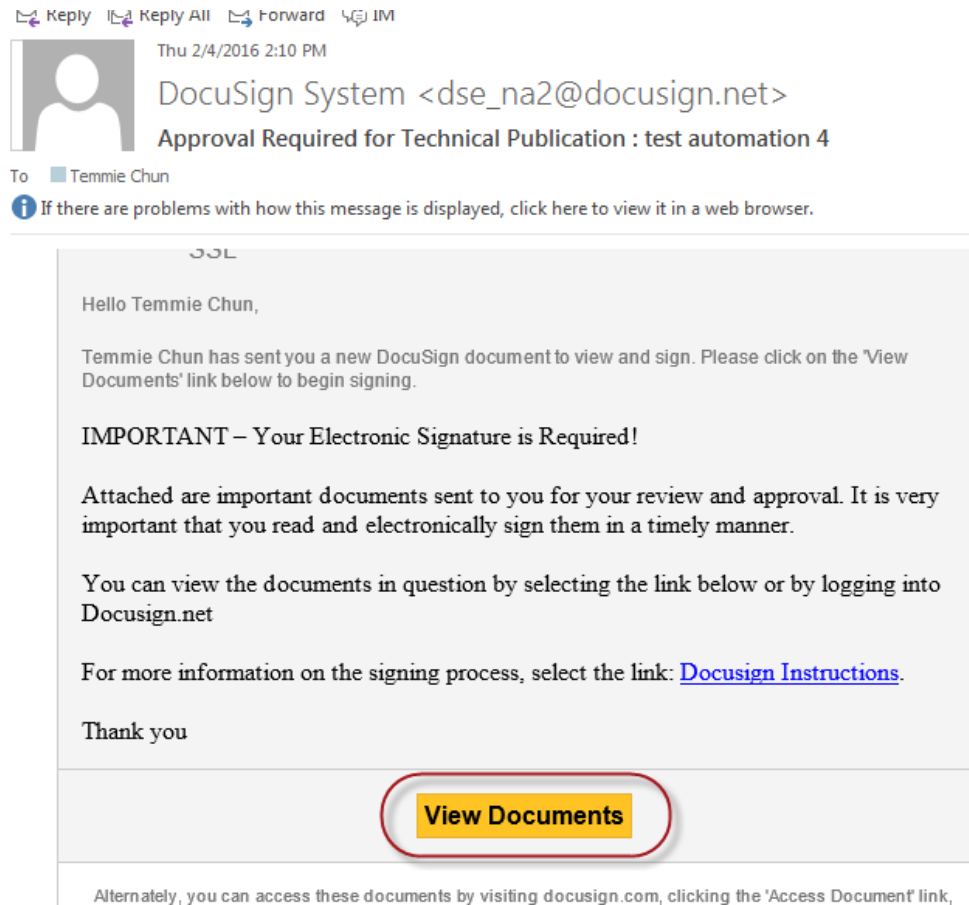 Reply Reply All Forward IM
Thu 2/4/2016 2:10 PM
DocuSign System <dse_na2@docusign.net>
Approval Required for Technical Publication : test automation 4
To Temmie Chun
If there are problems with how this message is displayed, click here to view it in a web browser.
Hello Temmie Chun,
Temmie Chun has sent you a new DocuSign document to view and sign. Please click on the 'View
Documents' link below to begin signing.
IMPORTANT – Your Electronic Signature is Required!
Attached are important documents sent to you for your review and approval. It is very
important that you read and electronically sign them in a timely manner.
You can view the documents in question by selecting the link below or by logging into
Docusign.net
For more information on the signing process, select the link: Docusign Instructions.
Thank you
View Documents
Alternately, you can access these documents by visiting docusign.com, clicking the 'Access Document' link,